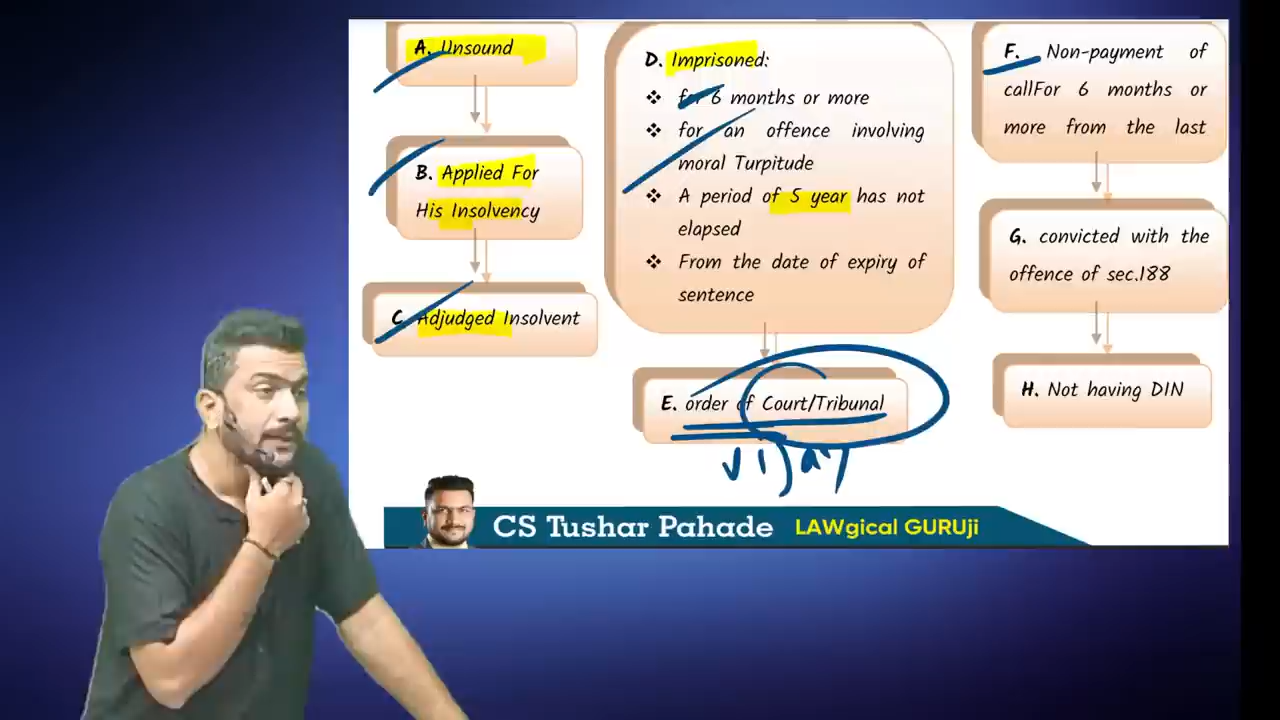 A. Unsound
B. Applied For
His Insolvency
C. Adjudged Insolvent
D. Imprisoned:
❖ for 6 months or more
❖ for an offence involving
moral Turpitude
❖ A period of 5 year has not
elapsed
❖ From the date of expiry of
sentence
E. order of Court/Tribunal
vijay
F. Non-payment of
callFor 6 months or
more from the last
G. convicted with the
offence of sec.188
H. Not having DIN
CS Tushar Pahade LAWgical GURUji